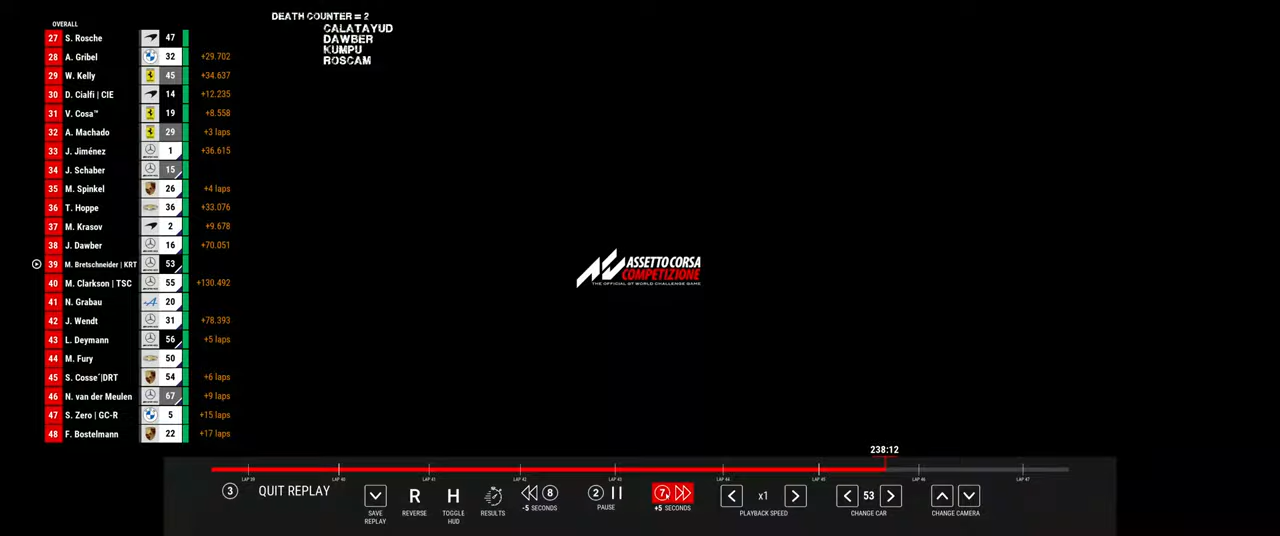 OVERALL
DEATH COUNTER = 2
CALATAYUD
DAWBER
KUMPU
ROSCAM
27 S. Rosche 47
28 A. Gribel 32 +29.702
29 W. Kelly 45 +34.637
30 D. Cialfi | CIE 14 +12.235
31 V. Cosa™ 19 +8.558
32 A. Machado 29 +3 laps
33 J. Jiménez 1 +36.615
34 J. Schaber 15
35 M. Spinkel 26 +4 laps
36 T. Hoppe 36 +33.076
37 M. Krasov 2 +9.678
38 J. Dawber 16 +70.051
39 M. Bretschneider | KRT 53
40 M. Clarkson | TSC 55 +130.492
41 N. Grabau 20
42 J. Wendt 31 +78.393
43 L. Deymann 56 +5 laps
44 M. Fury 50
45 S. Cosse´|DRT 54 +6 laps
46 N. van der Meulen 67 +9 laps
47 S. Zero | GC-R 5 +15 laps
48 F. Bostelmann 22 +17 laps
ASSETTO CORSA
COMPETIZIONE
THE OFFICIAL GT WORLD CHALLENGE GAME
238:12
LAP 39 LAP 40 LAP 41 LAP 42 LAP 43 LAP 44 LAP 45 LAP 46 LAP 47
3 QUIT REPLAY
SAVE REPLAY
R
REVERSE
H
TOGGLE HUD
RESULTS
8
-5 SECONDS
2
PAUSE
7
+5 SECONDS
x1
PLAYBACK SPEED
53
CHANGE CAR
CHANGE CAMERA